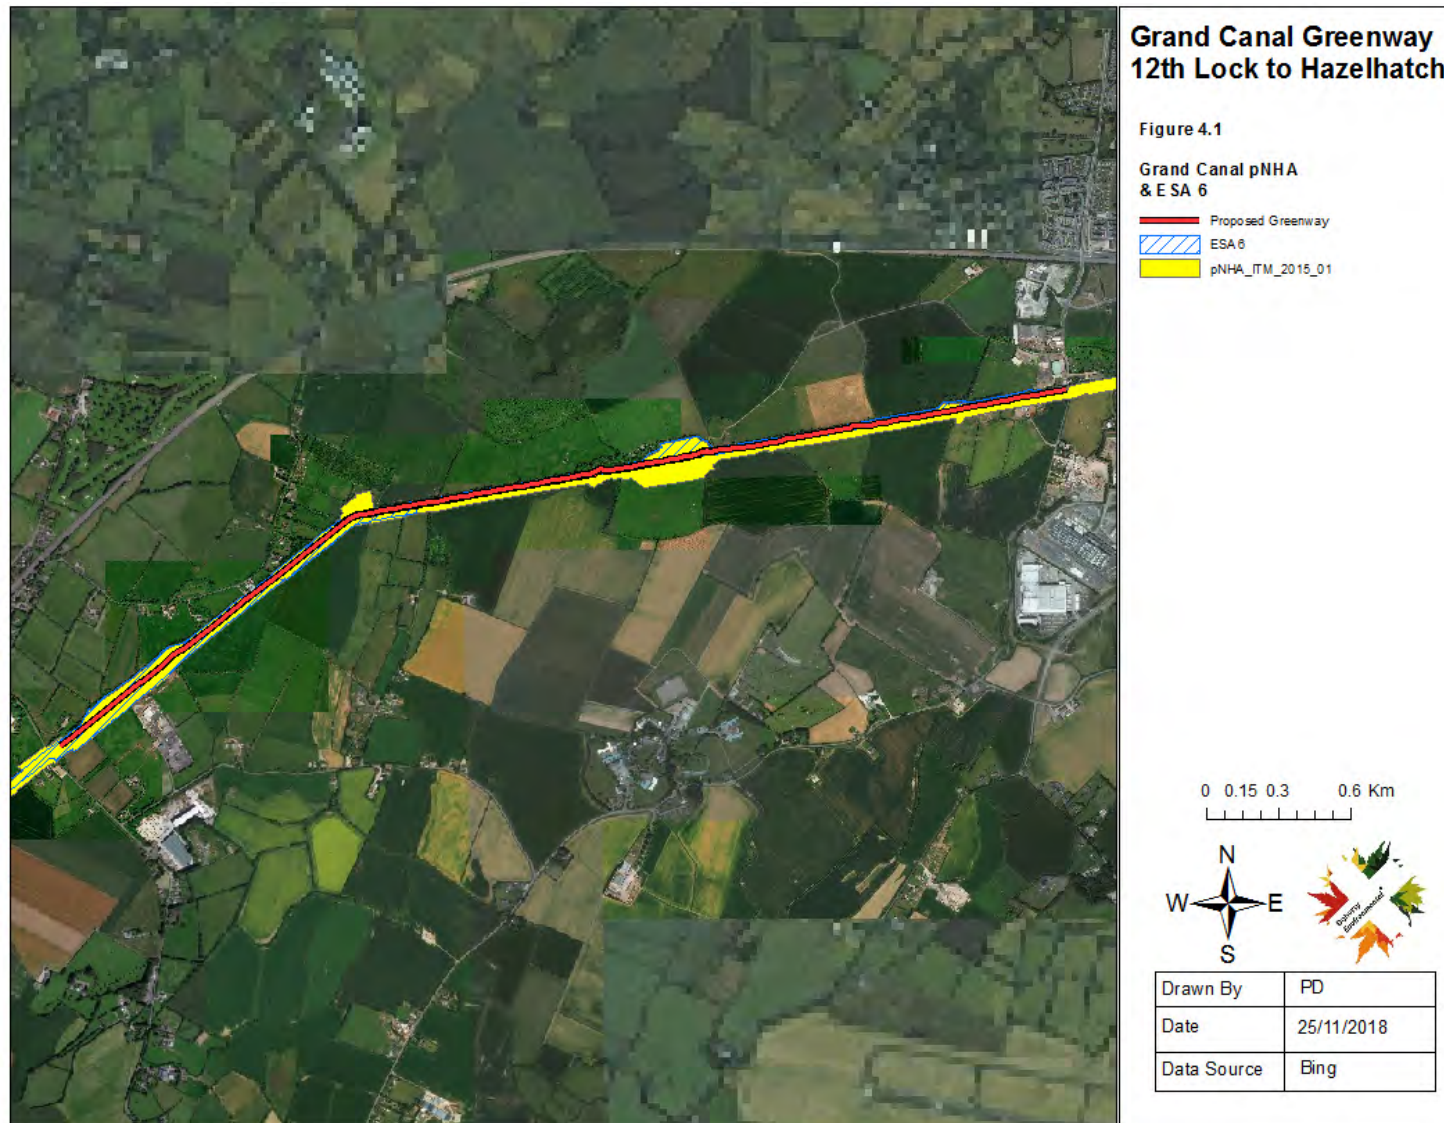 Grand Canal Greenway
12th Lock to Hazelhatch
Figure 4.1
Grand Canal pNHA
& ESA 6
Proposed Greenway
ESA 6
pNHA_ITM_2015_01
0 0.15 0.3 0.6 Km
N
W E
S
Doherty
Environmental
Drawn By PD
Date 25/11/2018
Data Source Bing